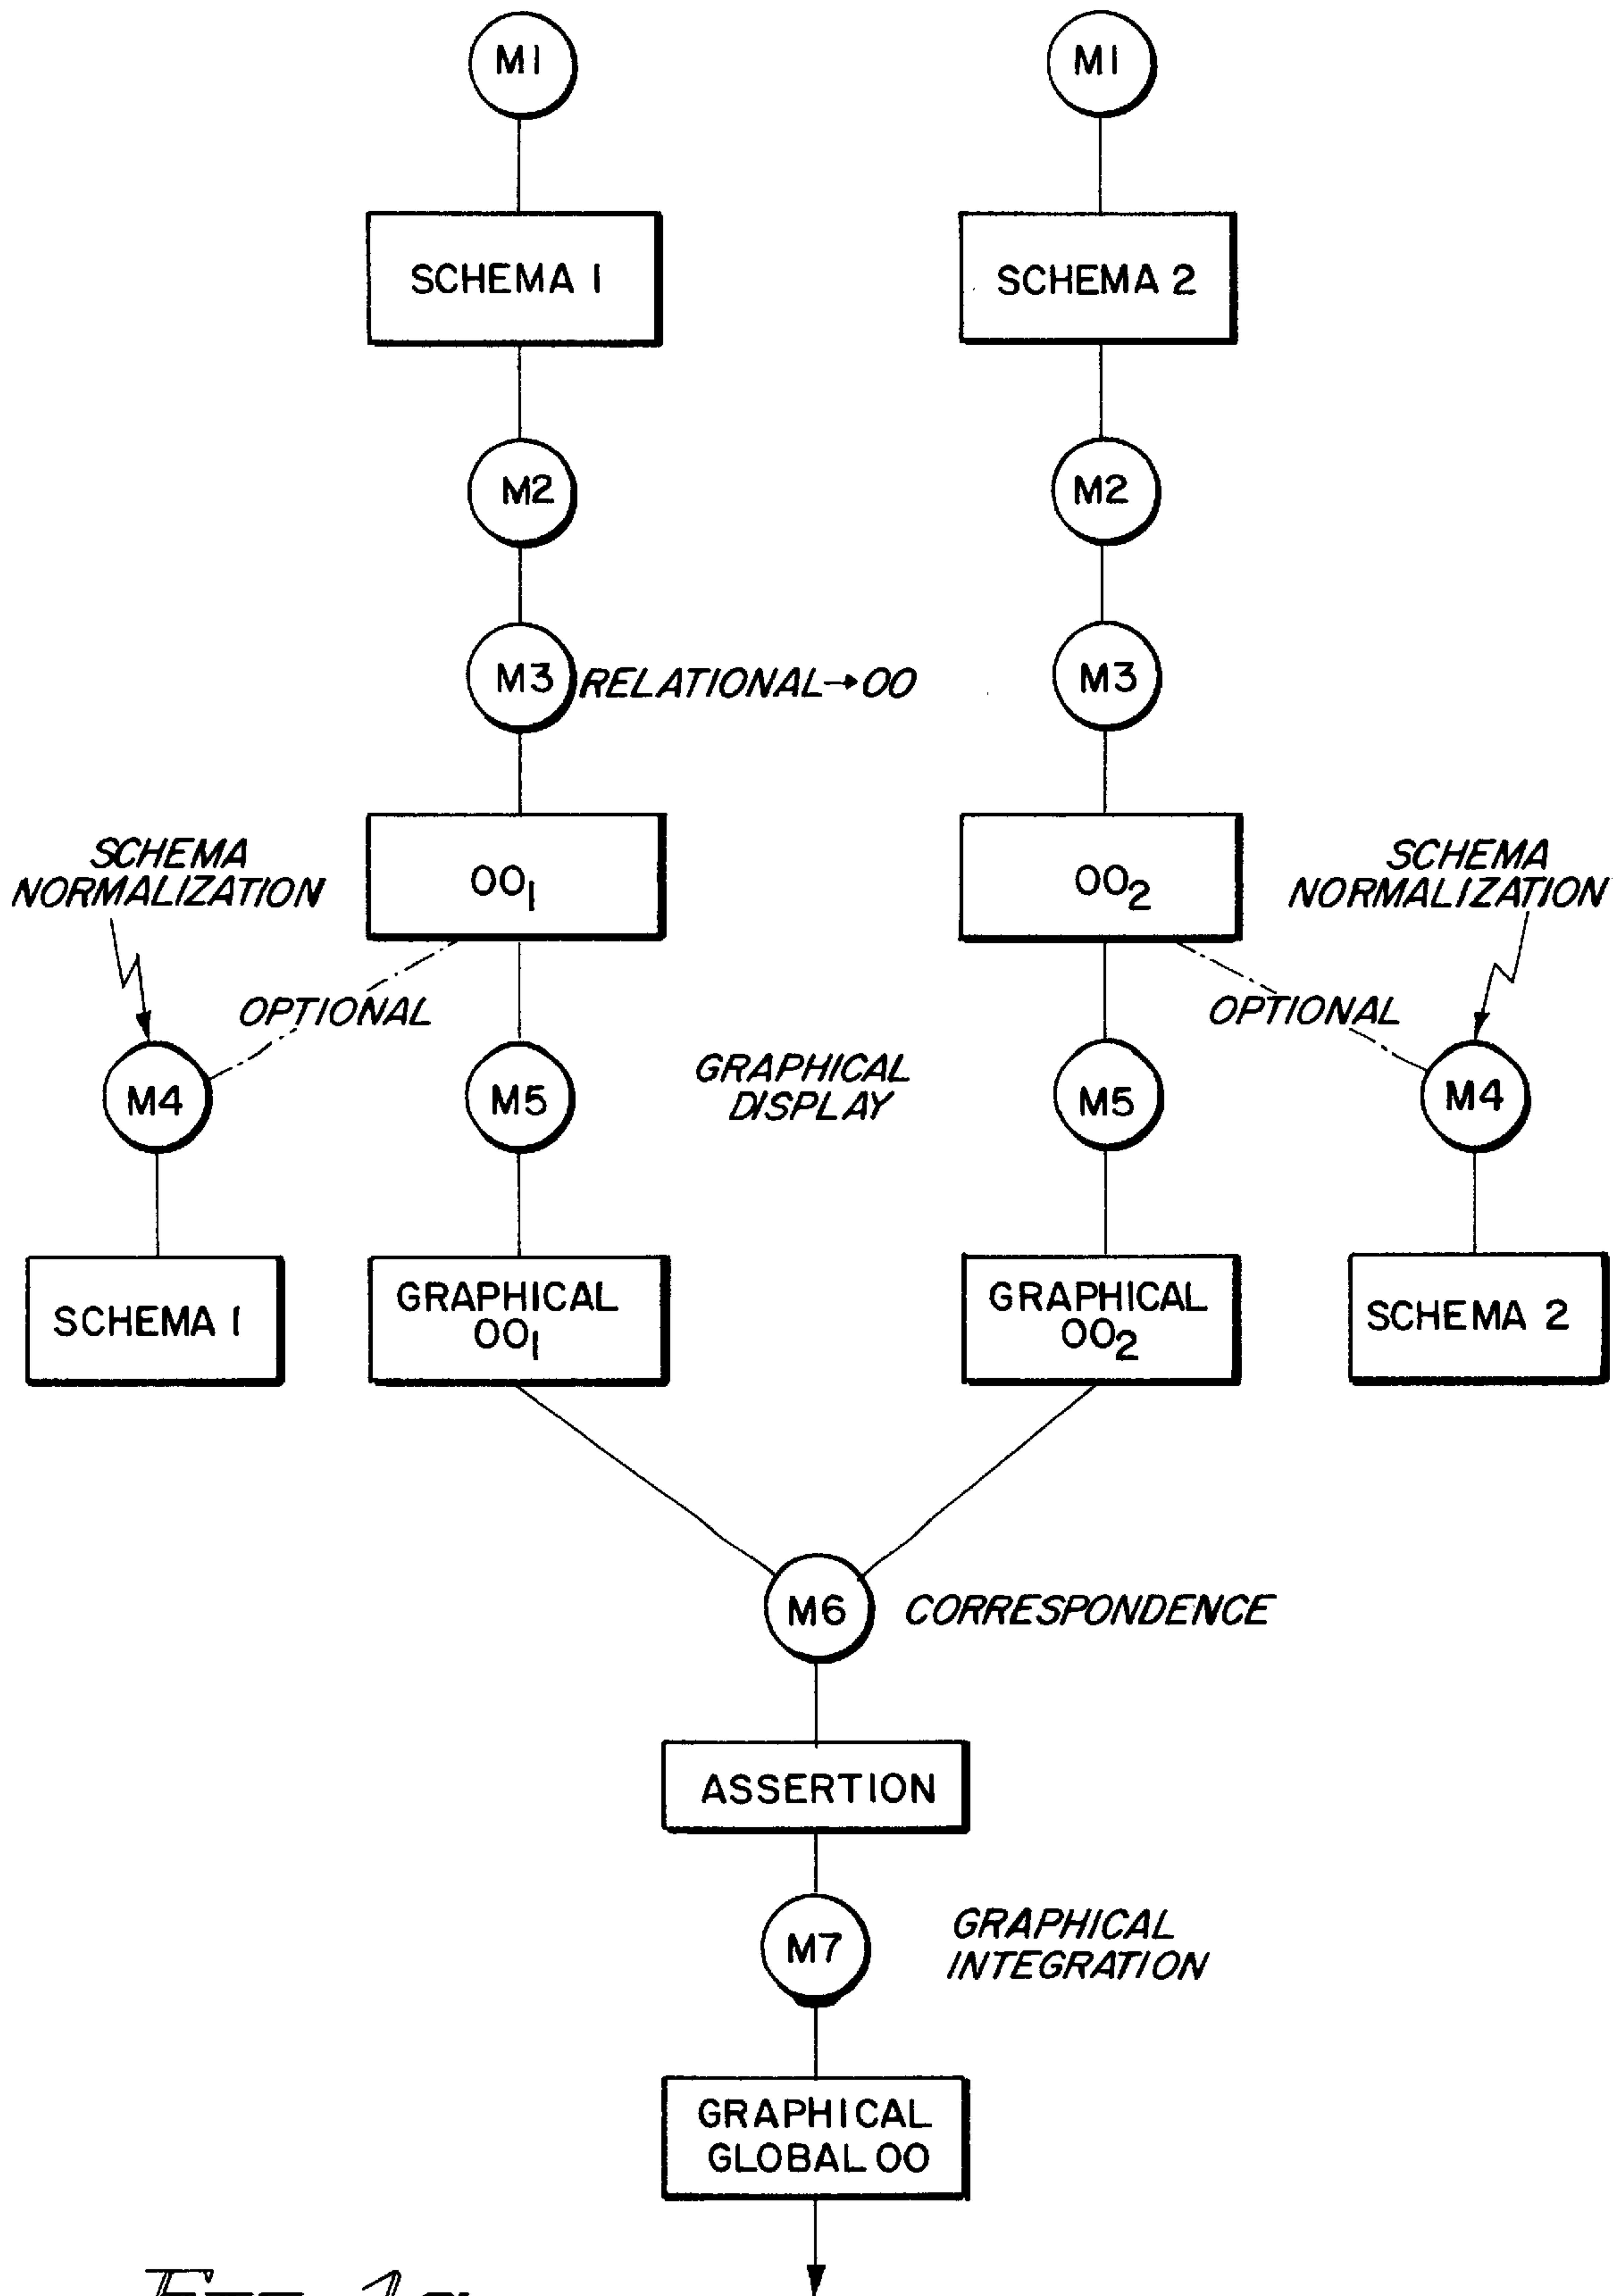 M1 M1
SCHEMA 1 SCHEMA 2
M2 M2
M3 RELATIONAL→OO M3
OO₁ OO₂
SCHEMA
NORMALIZATION
SCHEMA
NORMALIZATION
OPTIONAL OPTIONAL
M4 M5 GRAPHICAL
DISPLAY
M5 M4
SCHEMA 1
GRAPHICAL
OO₁
GRAPHICAL
OO₂
SCHEMA 2
M6 CORRESPONDENCE
ASSERTION
M7 GRAPHICAL
INTEGRATION
GRAPHICAL
GLOBAL OO